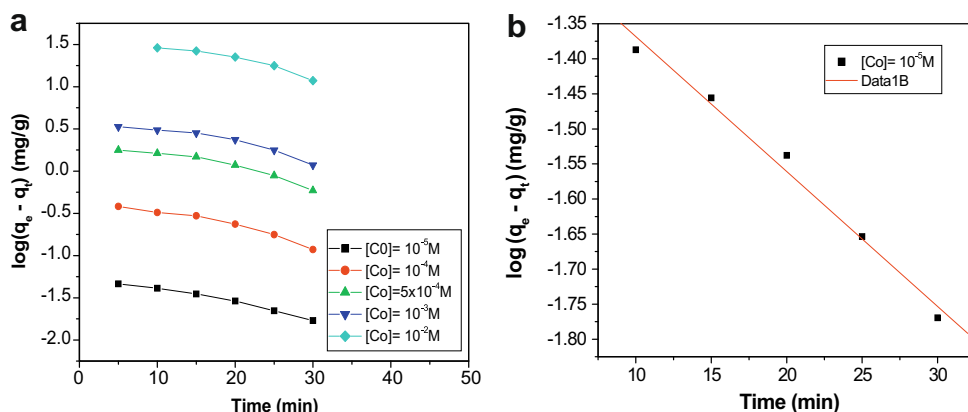 a
log(qe - qt) (mg/g)
1.5
1.0
0.5
0.0
-0.5
-1.0
-1.5
-2.0
0 10 20 30 40 50
Time (min)
[C0]= 10-5M
[Co]= 10-4M
[Co]=5x10-4M
[Co]= 10-3M
[Co]= 10-2M
b
log (qe - qt) (mg/g)
-1.35
-1.40
-1.45
-1.50
-1.55
-1.60
-1.65
-1.70
-1.75
-1.80
10 15 20 25 30
Time (min)
[Co]= 10-5M
Data1B